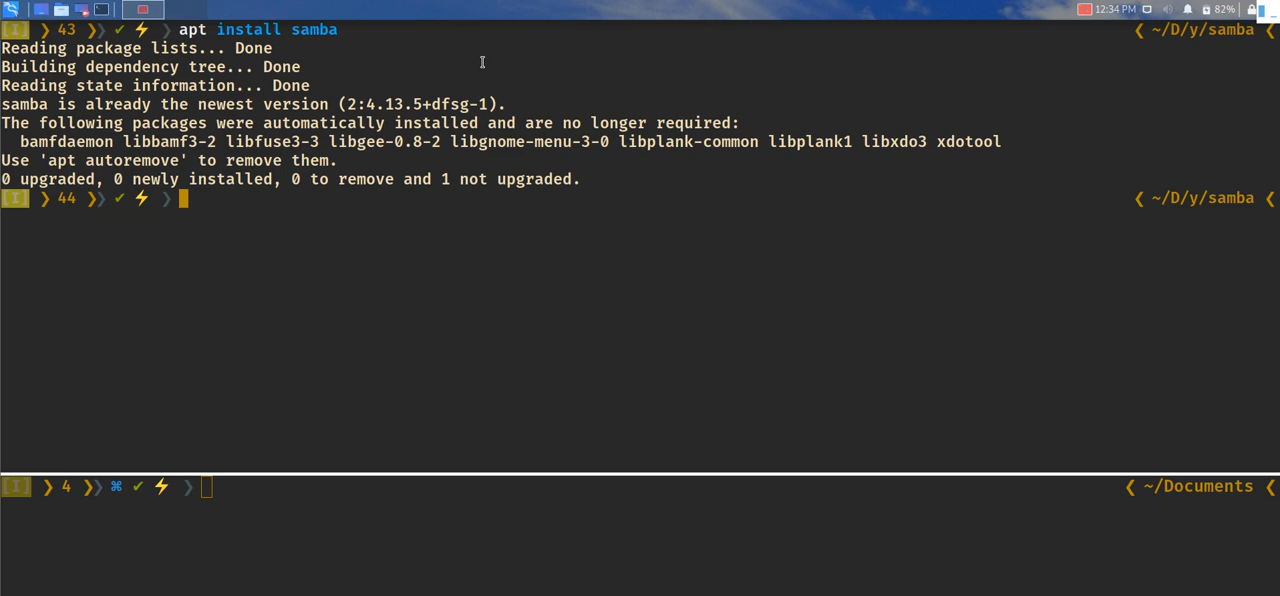 12:34 PM 82%
[I] ❯ 43 ❯❯ ✔ ⚡ ❯ apt install samba ❮ ~/D/y/samba ❮
Reading package lists... Done
Building dependency tree... Done
Reading state information... Done
samba is already the newest version (2:4.13.5+dfsg-1).
The following packages were automatically installed and are no longer required:
  bamfdaemon libbamf3-2 libfuse3-3 libgee-0.8-2 libgnome-menu-3-0 libplank-common libplank1 libxdo3 xdotool
Use 'apt autoremove' to remove them.
0 upgraded, 0 newly installed, 0 to remove and 1 not upgraded.
[I] ❯ 44 ❯❯ ✔ ⚡ ❯ ❮ ~/D/y/samba ❮
[I] ❯ 4 ❯❯ ⌘ ✔ ⚡ ❯ ❮ ~/Documents ❮